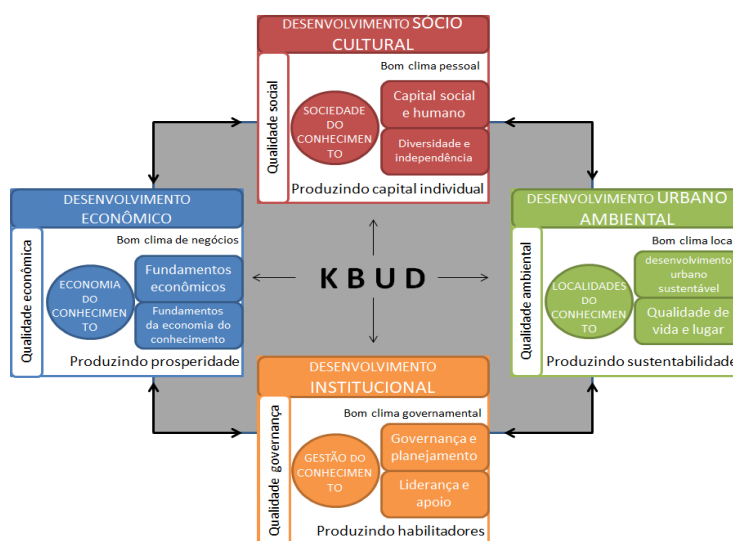 DESENVOLVIMENTO SÓCIO
CULTURAL
Qualidade social
Bom clima pessoal
SOCIEDADE
DO
CONHECIMEN
TO
Capital social
e humano
Diversidade e
independência
Produzindo capital individual
DESENVOLVIMENTO
ECONÔMICO
Qualidade econômica
Bom clima de negócios
ECONOMIA
DO
CONHECIMEN
TO
Fundamentos
econômicos
Fundamentos
da economia do
conhecimento
Produzindo prosperidade
K B U D
DESENVOLVIMENTO URBANO
AMBIENTAL
Qualidade ambiental
Bom clima local
LOCALIDADES
DO
CONHECIMEN
TO
desenvolvimento
urbano
sustentável
Qualidade de
vida e lugar
Produzindo sustentabilidade
DESENVOLVIMENTO
INSTITUCIONAL
Qualidade governança
Bom clima governamental
GESTÃO DO
CONHECIMEN
TO
Governança e
planejamento
Liderança e
apoio
Produzindo habilitadores